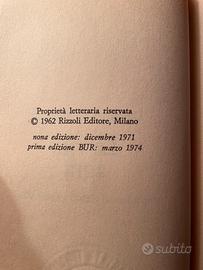 Proprietà letteraria riservata
© 1962 Rizzoli Editore, Milano
nona edizione: dicembre 1971
prima edizione BUR: marzo 1974
subito